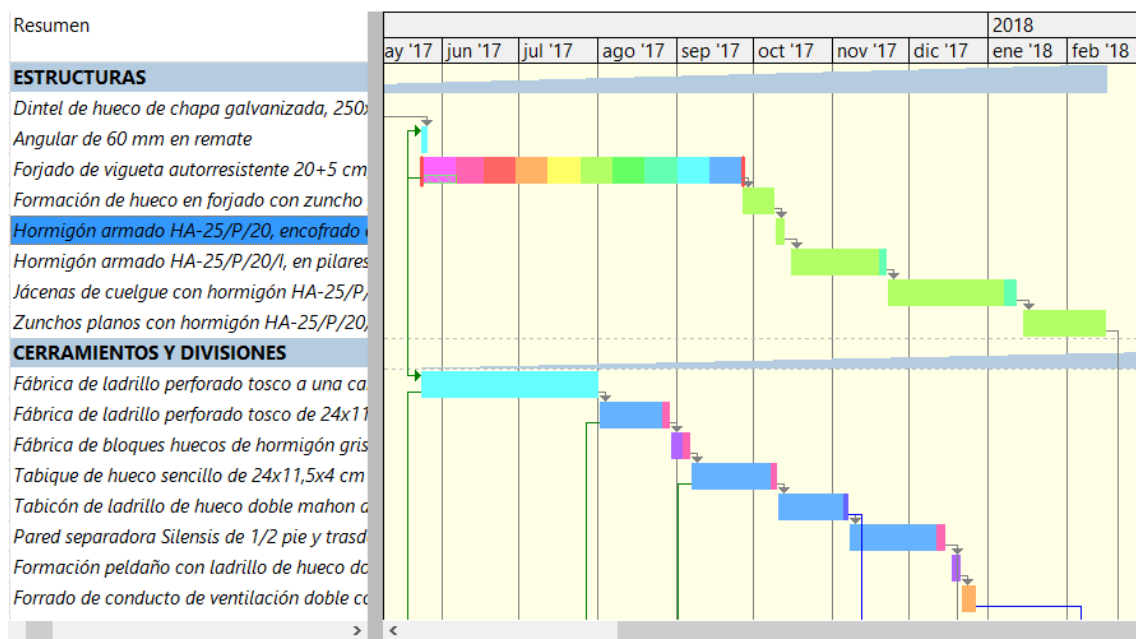 Resumen
2018
ay '17 jun '17 jul '17 ago '17 sep '17 oct '17 nov '17 dic '17 ene '18 feb '18
ESTRUCTURAS
Dintel de hueco de chapa galvanizada, 250x
Angular de 60 mm en remate
Forjado de vigueta autorresistente 20+5 cm,
Formación de hueco en forjado con zuncho
Hormigón armado HA-25/P/20, encofrado
Hormigón armado HA-25/P/20/I, en pilares
Jácenas de cuelgue con hormigón HA-25/P/
Zunchos planos con hormigón HA-25/P/20,
CERRAMIENTOS Y DIVISIONES
Fábrica de ladrillo perforado tosco a una ca
Fábrica de ladrillo perforado tosco de 24x11
Fábrica de bloques huecos de hormigón gris
Tabique de hueco sencillo de 24x11,5x4 cm
Tabicón de ladrillo de hueco doble mahon d
Pared separadora Silensis de 1/2 pie y trasd
Formación peldaño con ladrillo de hueco do
Forrado de conducto de ventilación doble co